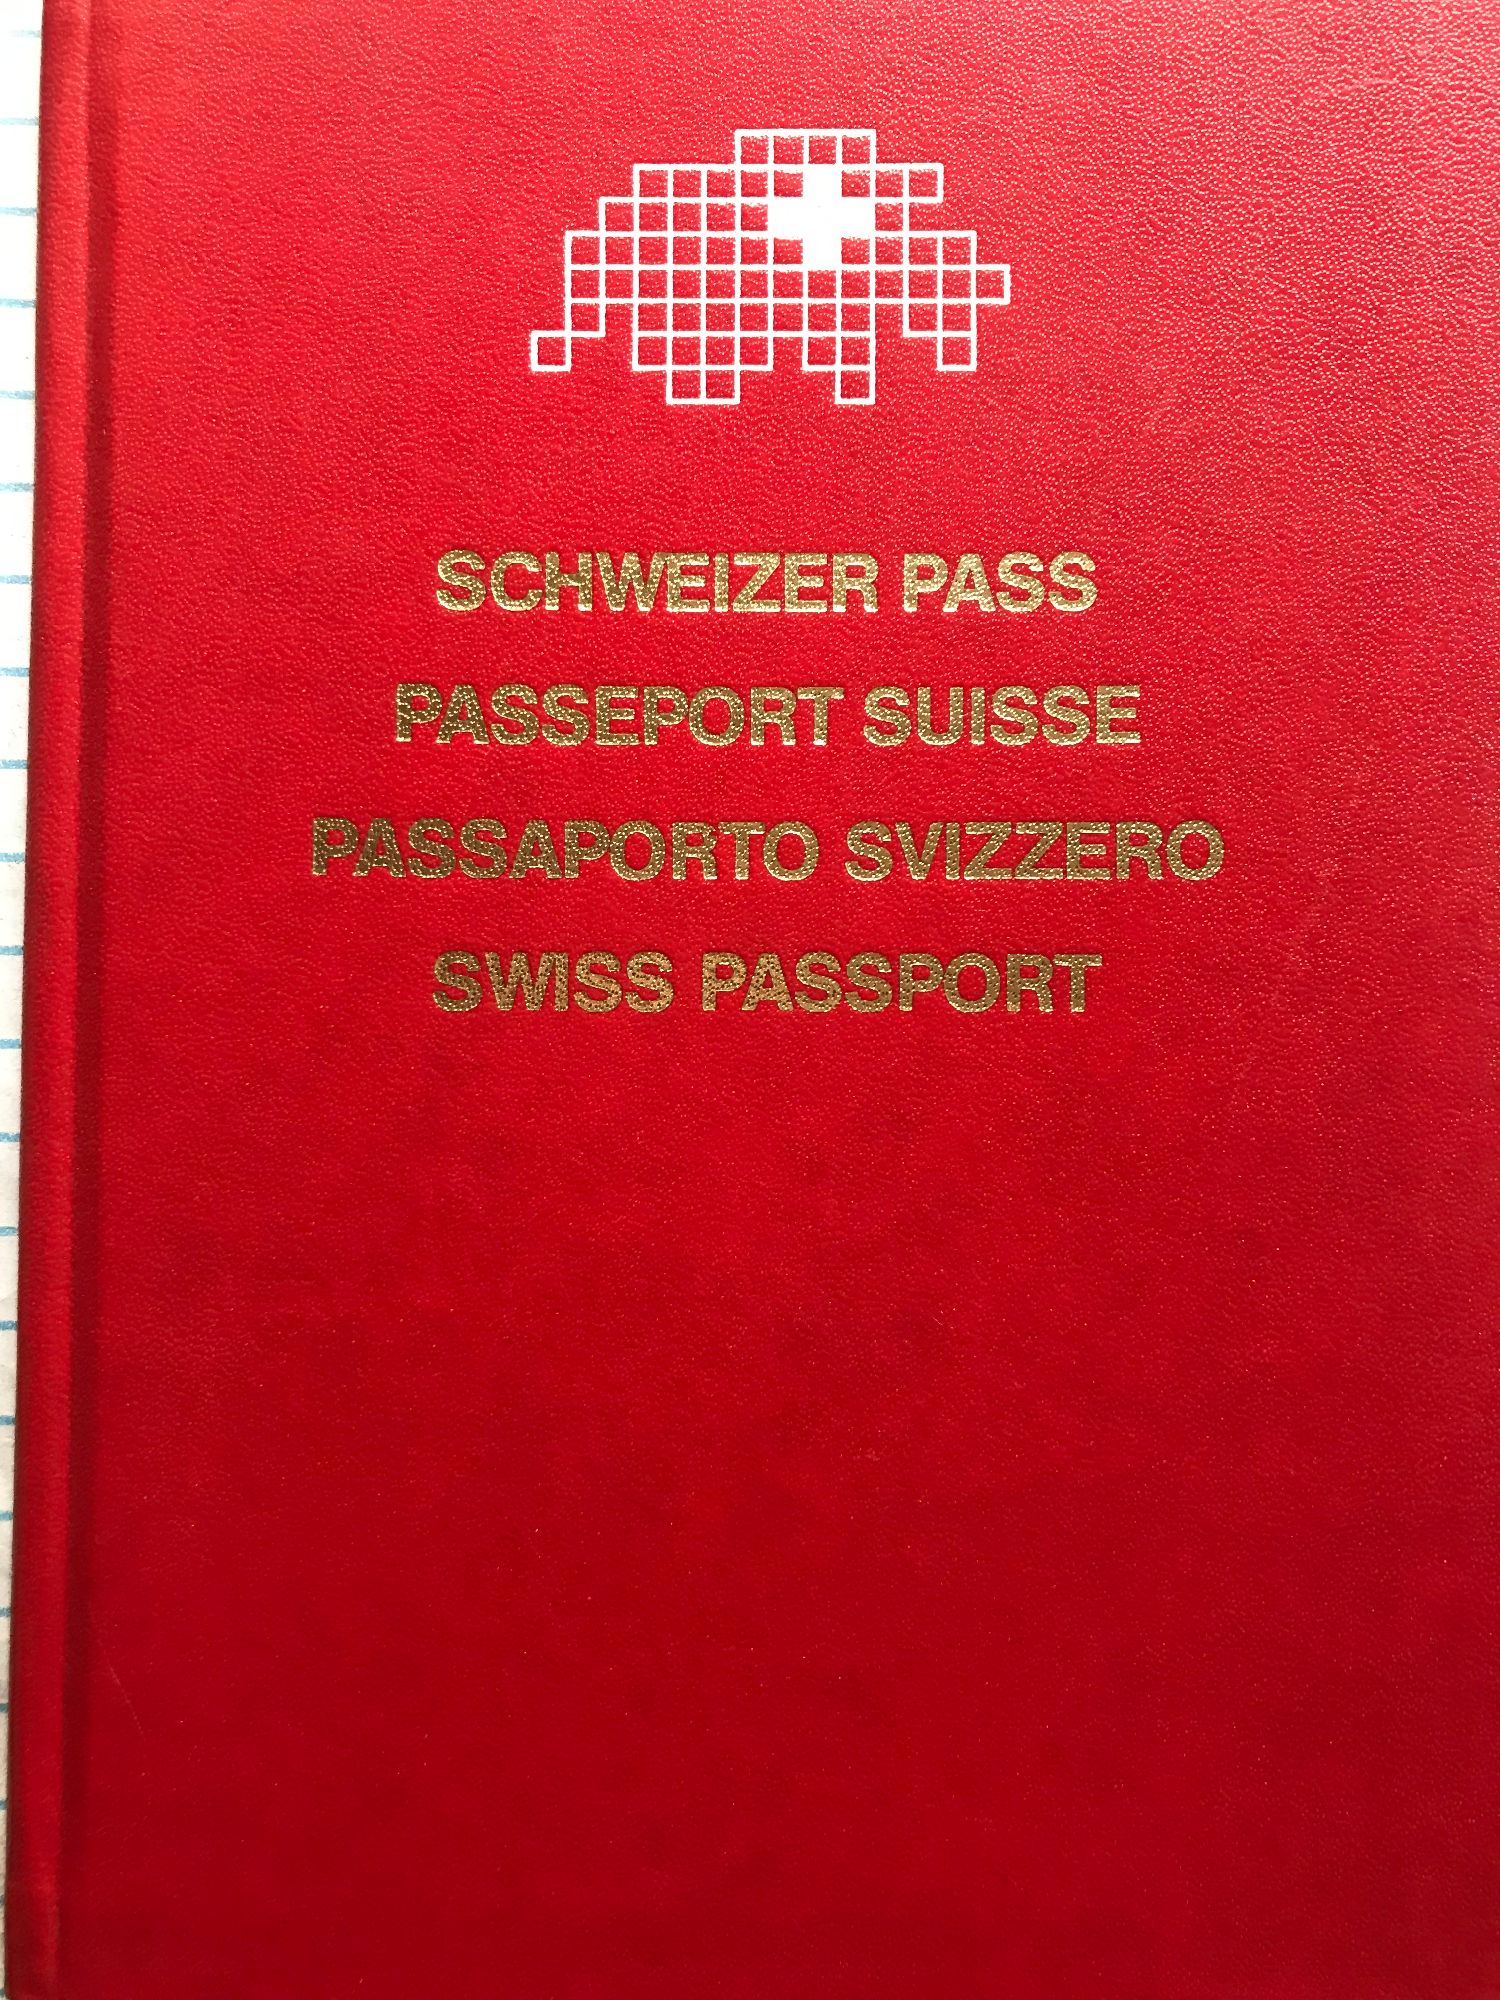 SCHWEIZER PASS
PASSEPORT SUISSE
PASSAPORTO SVIZZERO
SWISS PASSPORT